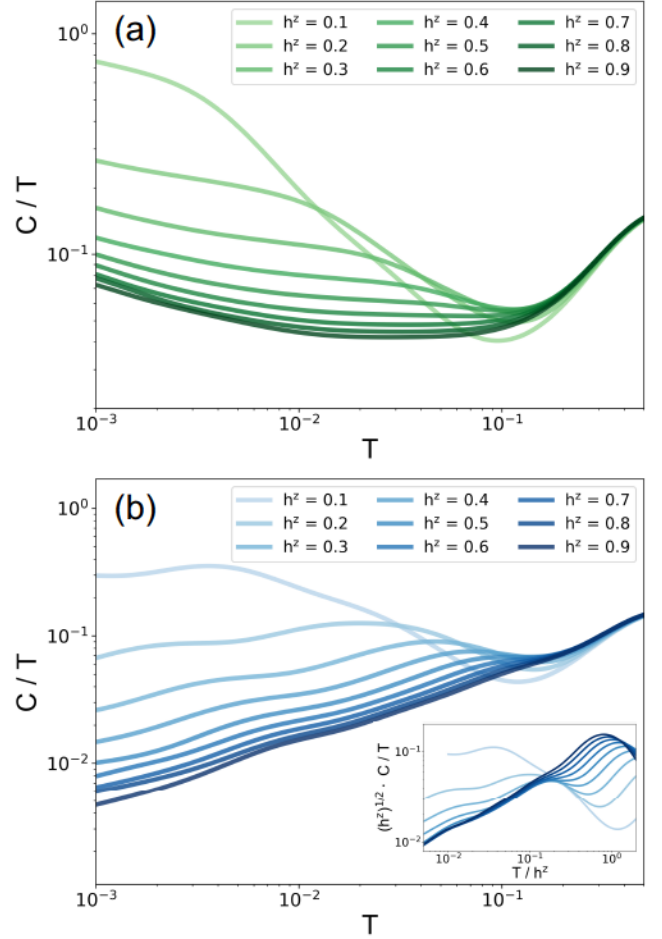 (a)
h^z = 0.1 h^z = 0.4 h^z = 0.7
h^z = 0.2 h^z = 0.5 h^z = 0.8
h^z = 0.3 h^z = 0.6 h^z = 0.9
10^0
10^-1
C / T
10^-3 10^-2 10^-1
T
(b)
h^z = 0.1 h^z = 0.4 h^z = 0.7
h^z = 0.2 h^z = 0.5 h^z = 0.8
h^z = 0.3 h^z = 0.6 h^z = 0.9
10^0
10^-1
10^-2
C / T
10^-3 10^-2 10^-1
T
(h^z)^1/2 · C / T
10^-1
10^-2
10^-2 10^-1 10^0
T / h^z